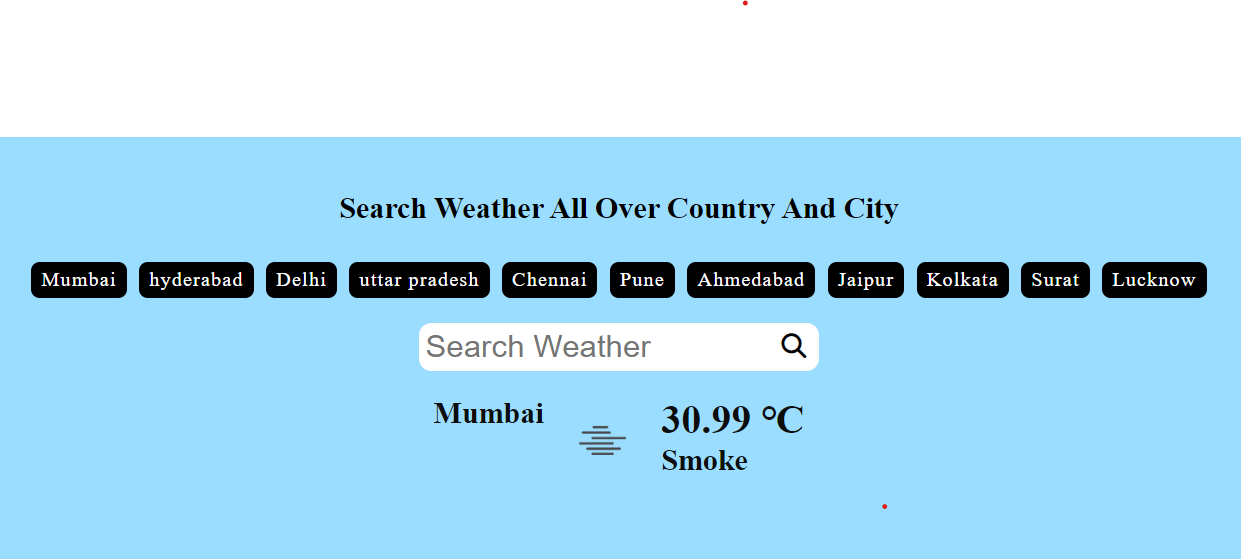 Search Weather All Over Country And City
Mumbai hyderabad Delhi uttar pradesh Chennai Pune Ahmedabad Jaipur Kolkata Surat Lucknow
Search Weather
Mumbai 30.99 °C
Smoke